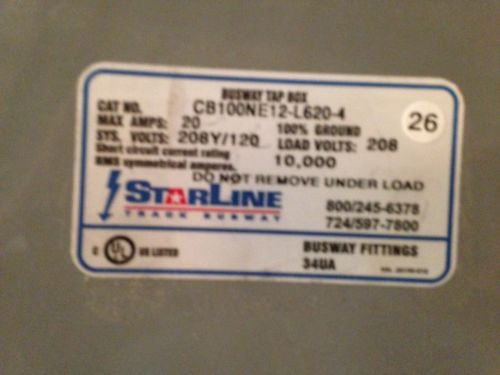 BUSWAY TAP BOX
CAT NO. CB100NE12-L620-4
MAX AMPS: 20 100% GROUND
SYS. VOLTS: 208Y/120 LOAD VOLTS: 208
Short circuit current rating
RMS symmetrical amperes. 10,000
DO NOT REMOVE UNDER LOAD
26
STARLINE
TRACK BUSWAY
800/245-6378
724/597-7800
C UL US LISTED
BUSWAY FITTINGS
34UA